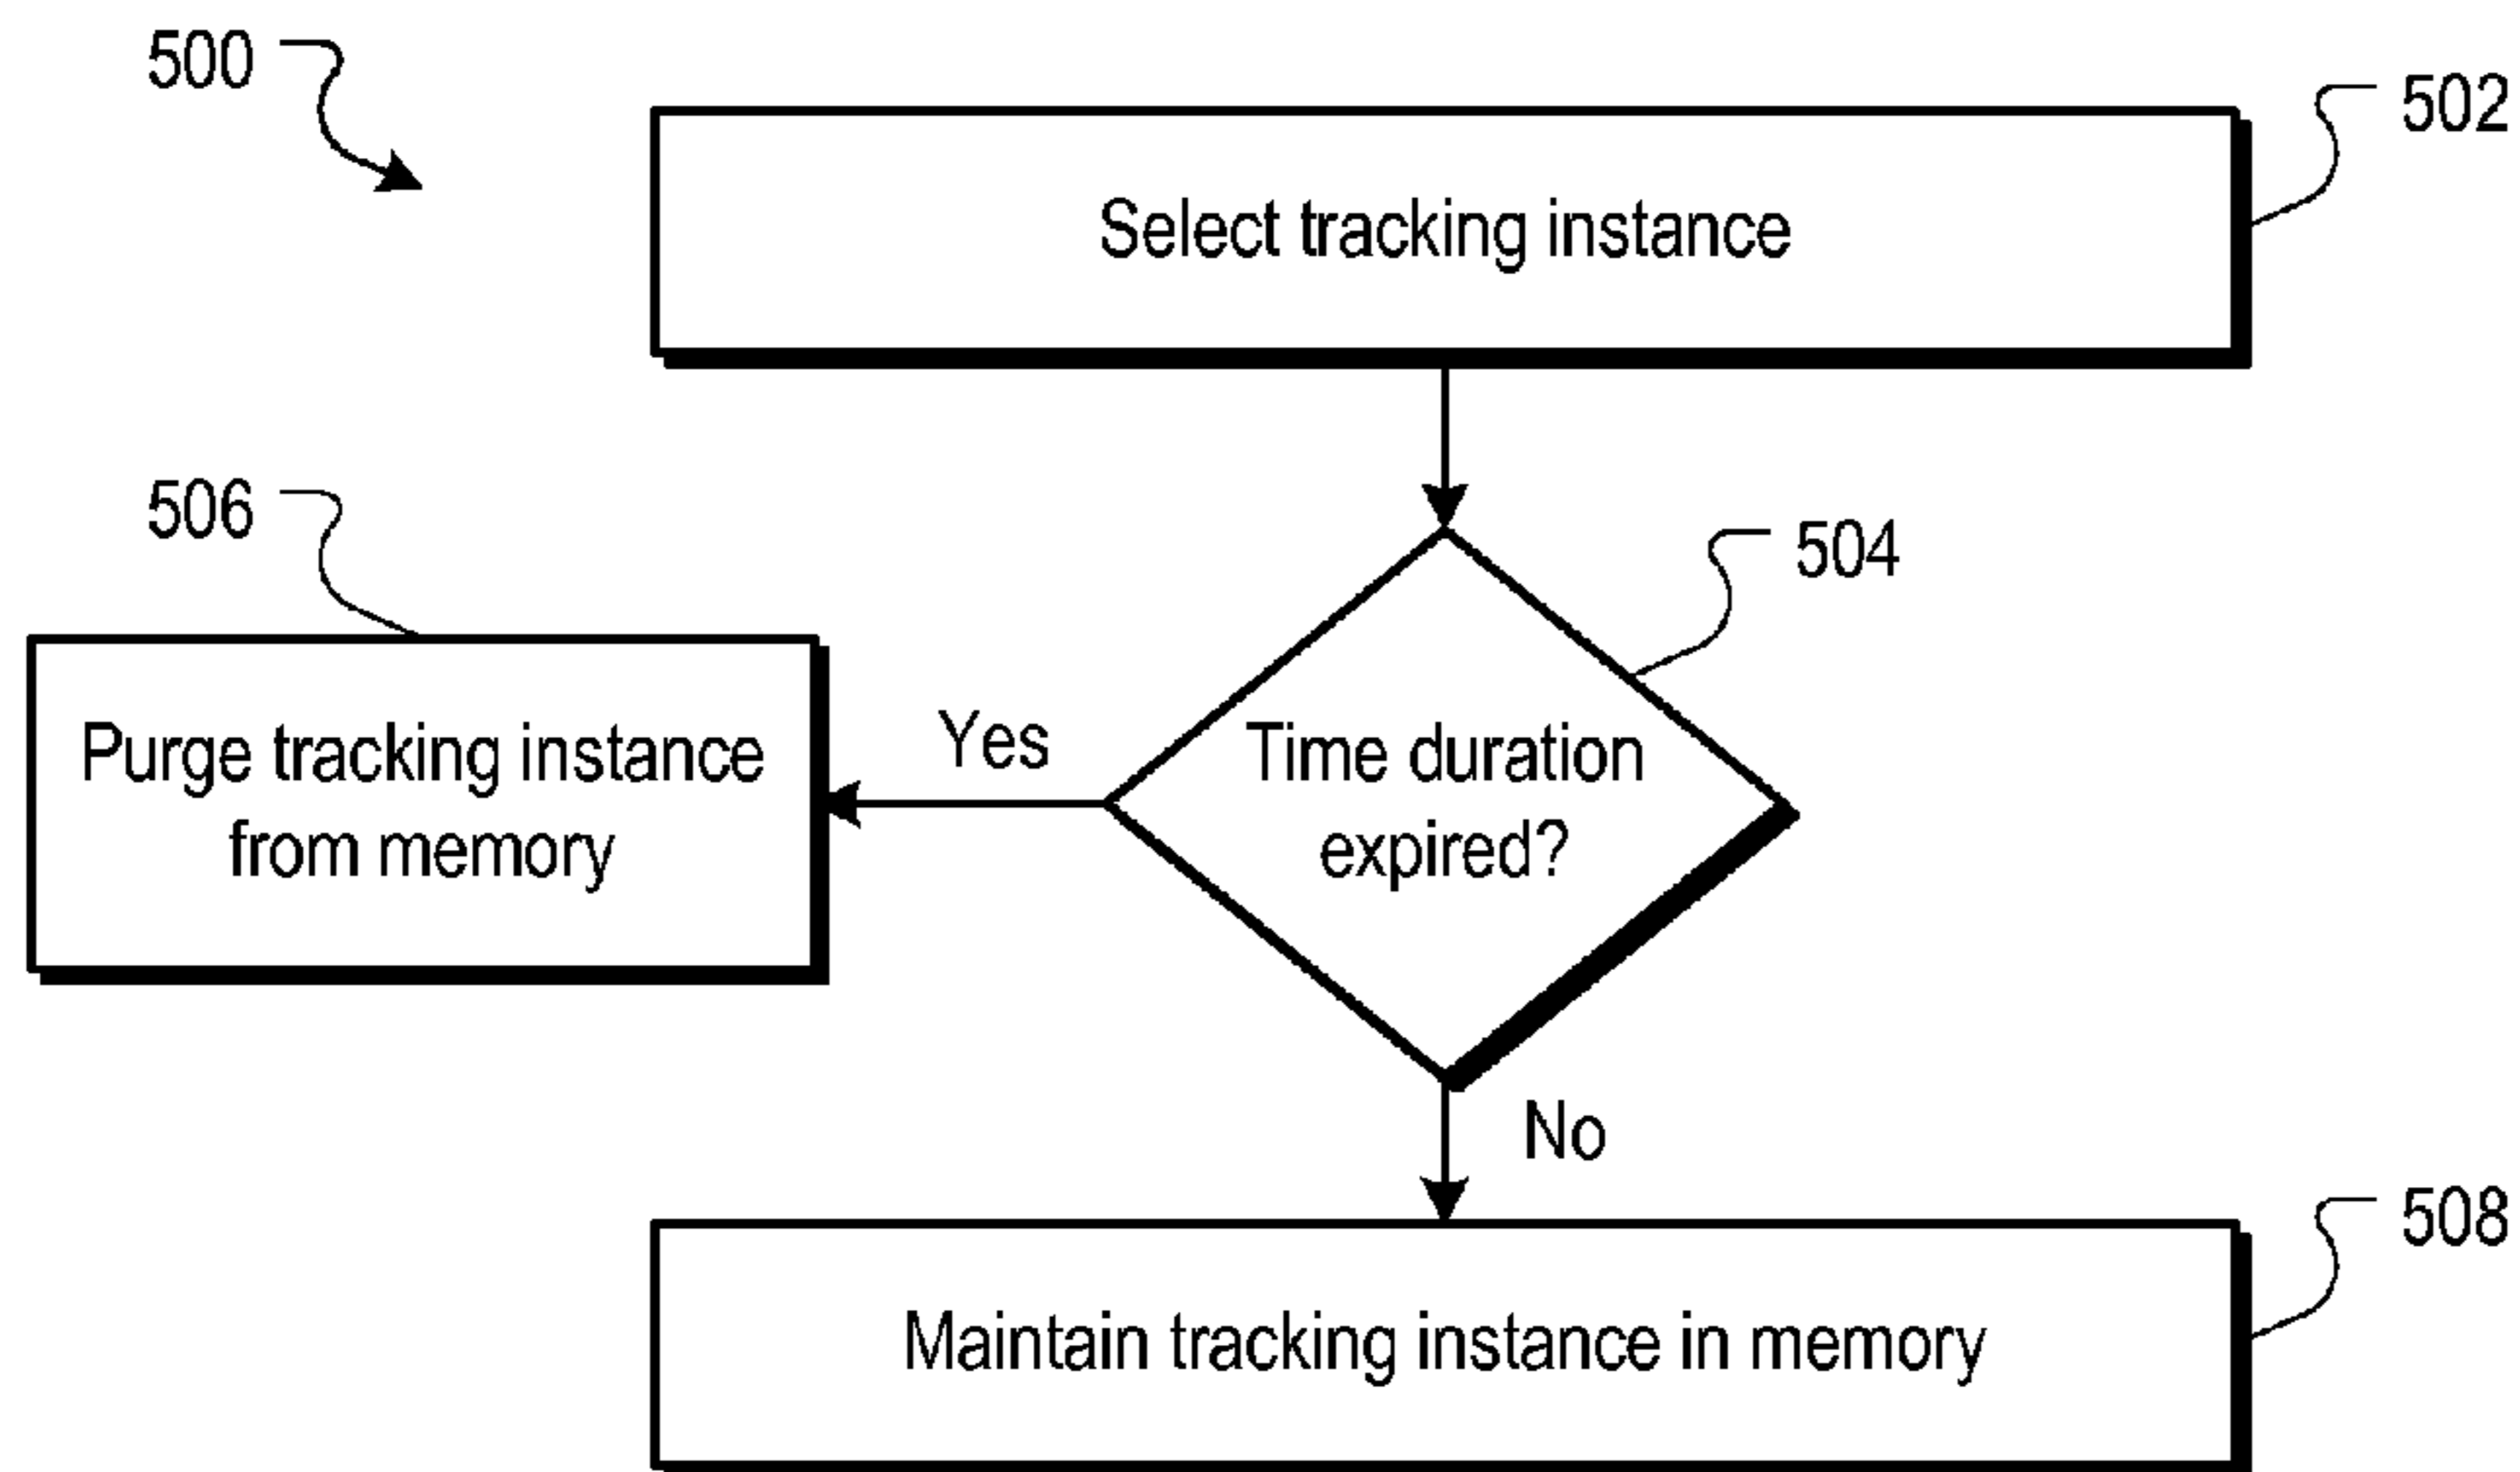 500
502
Select tracking instance
506
504
Purge tracking instance
from memory
Yes
Time duration
expired?
No
508
Maintain tracking instance in memory